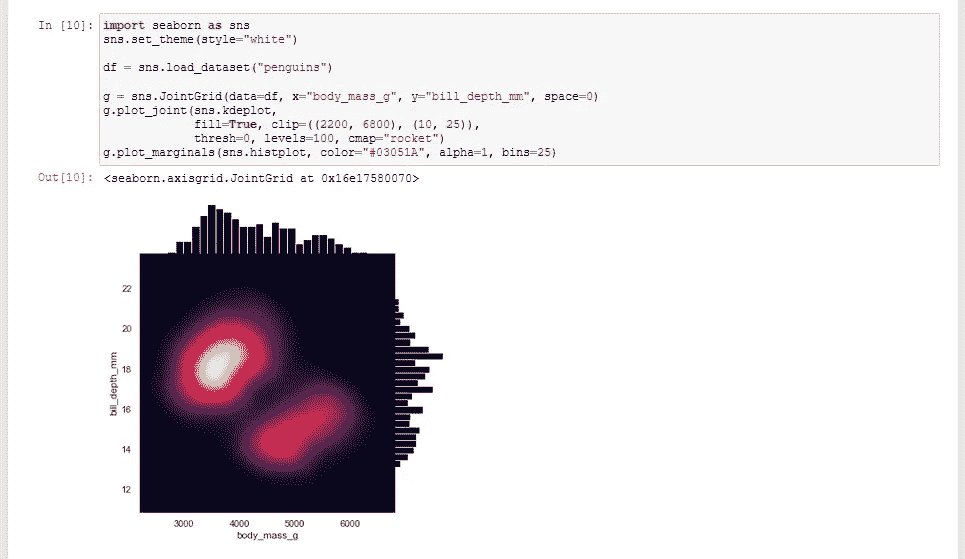 In [10]: import seaborn as sns
sns.set_theme(style="white")
df = sns.load_dataset("penguins")
g = sns.JointGrid(data=df, x="body_mass_g", y="bill_depth_mm", space=0)
g.plot_joint(sns.kdeplot,
fill=True, clip=((2200, 6800), (10, 25)),
thresh=0, levels=100, cmap="rocket")
g.plot_marginals(sns.histplot, color="#03051A", alpha=1, bins=25)
Out[10]: <seaborn.axisgrid.JointGrid at 0x16e17580070>
22
20
18
16
14
12
bill_depth_mm
3000 4000 5000 6000
body_mass_g